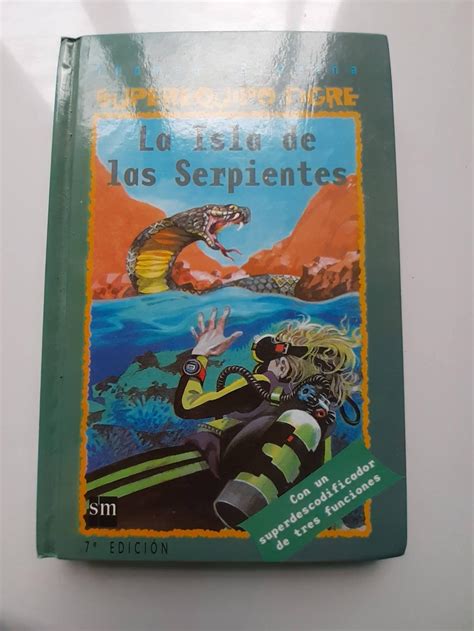 SUPEREQUIPO TIGRE
La Isla de
las Serpientes
Con un
superdescodificador
de tres funciones
sm
7ª EDICIÓN